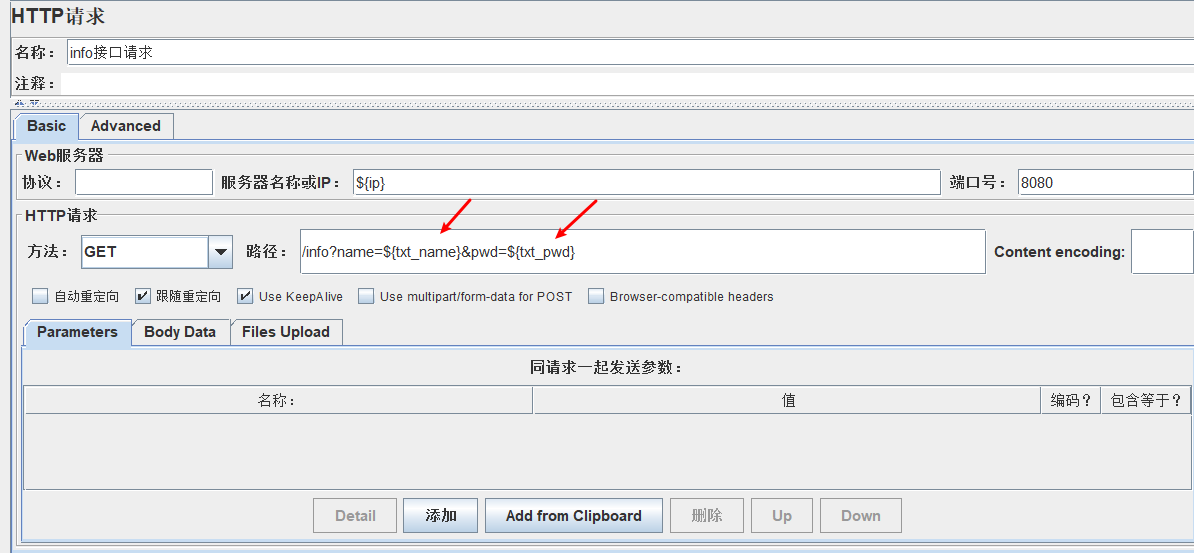 HTTP请求
名称： info接口请求
注释：
Basic Advanced
Web服务器
协议： 服务器名称或IP： ${ip} 端口号： 8080
HTTP请求
方法： GET 路径： /info?name=${txt_name}&pwd=${txt_pwd} Content encoding:
自动重定向 跟随重定向 Use KeepAlive Use multipart/form-data for POST Browser-compatible headers
Parameters Body Data Files Upload
同请求一起发送参数：
名称： 值 编码？ 包含等于？
Detail 添加 Add from Clipboard 删除 Up Down